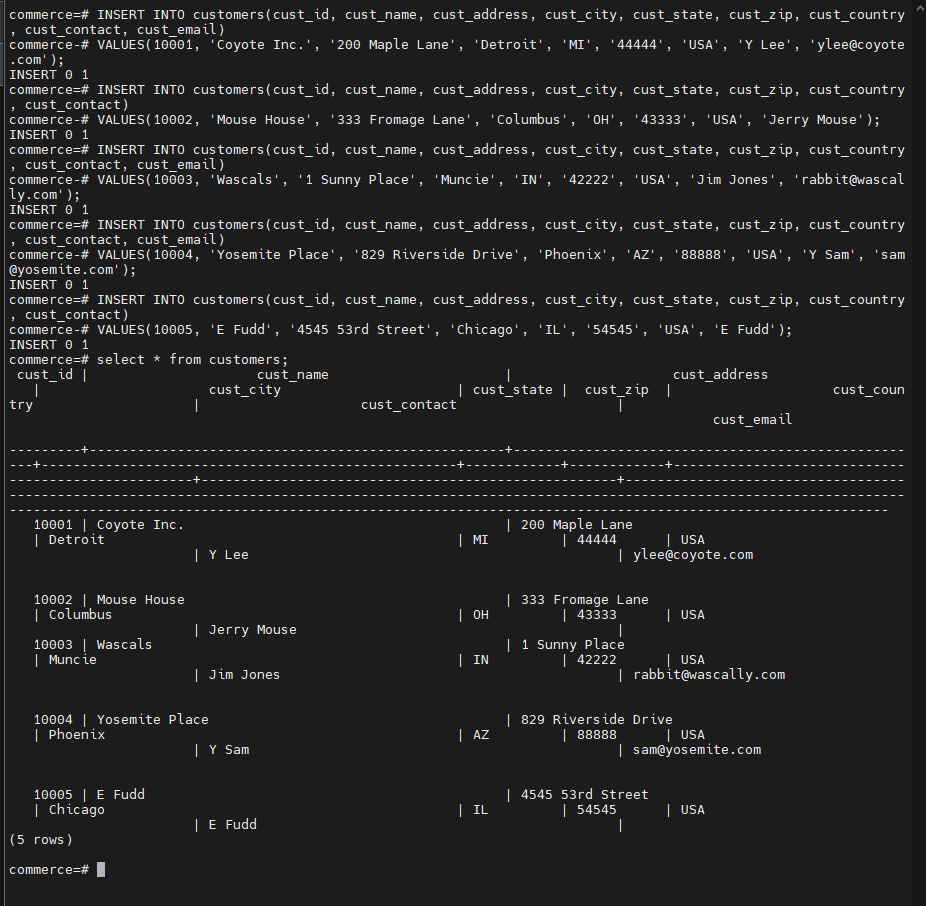 commerce=# INSERT INTO customers(cust_id, cust_name, cust_address, cust_city, cust_state, cust_zip, cust_country
, cust_contact, cust_email)
commerce-# VALUES(10001, 'Coyote Inc.', '200 Maple Lane', 'Detroit', 'MI', '44444', 'USA', 'Y Lee', 'ylee@coyote
.com');
INSERT 0 1
commerce=# INSERT INTO customers(cust_id, cust_name, cust_address, cust_city, cust_state, cust_zip, cust_country
, cust_contact)
commerce-# VALUES(10002, 'Mouse House', '333 Fromage Lane', 'Columbus', 'OH', '43333', 'USA', 'Jerry Mouse');
INSERT 0 1
commerce=# INSERT INTO customers(cust_id, cust_name, cust_address, cust_city, cust_state, cust_zip, cust_country
, cust_contact, cust_email)
commerce-# VALUES(10003, 'Wascals', '1 Sunny Place', 'Muncie', 'IN', '42222', 'USA', 'Jim Jones', 'rabbit@wascal
ly.com');
INSERT 0 1
commerce=# INSERT INTO customers(cust_id, cust_name, cust_address, cust_city, cust_state, cust_zip, cust_country
, cust_contact, cust_email)
commerce-# VALUES(10004, 'Yosemite Place', '829 Riverside Drive', 'Phoenix', 'AZ', '88888', 'USA', 'Y Sam', 'sam
@yosemite.com');
INSERT 0 1
commerce=# INSERT INTO customers(cust_id, cust_name, cust_address, cust_city, cust_state, cust_zip, cust_country
, cust_contact)
commerce-# VALUES(10005, 'E Fudd', '4545 53rd Street', 'Chicago', 'IL', '54545', 'USA', 'E Fudd');
INSERT 0 1
commerce=# select * from customers;
cust_id | cust_name | cust_address
| cust_city | cust_state | cust_zip | cust_coun
try | cust_contact |
cust_email
10001 | Coyote Inc. | 200 Maple Lane
| Detroit | MI | 44444 | USA
| Y Lee | ylee@coyote.com
10002 | Mouse House | 333 Fromage Lane
| Columbus | OH | 43333 | USA
| Jerry Mouse |
10003 | Wascals | 1 Sunny Place
| Muncie | IN | 42222 | USA
| Jim Jones | rabbit@wascally.com
10004 | Yosemite Place | 829 Riverside Drive
| Phoenix | AZ | 88888 | USA
| Y Sam | sam@yosemite.com
10005 | E Fudd | 4545 53rd Street
| Chicago | IL | 54545 | USA
| E Fudd |
(5 rows)
commerce=#